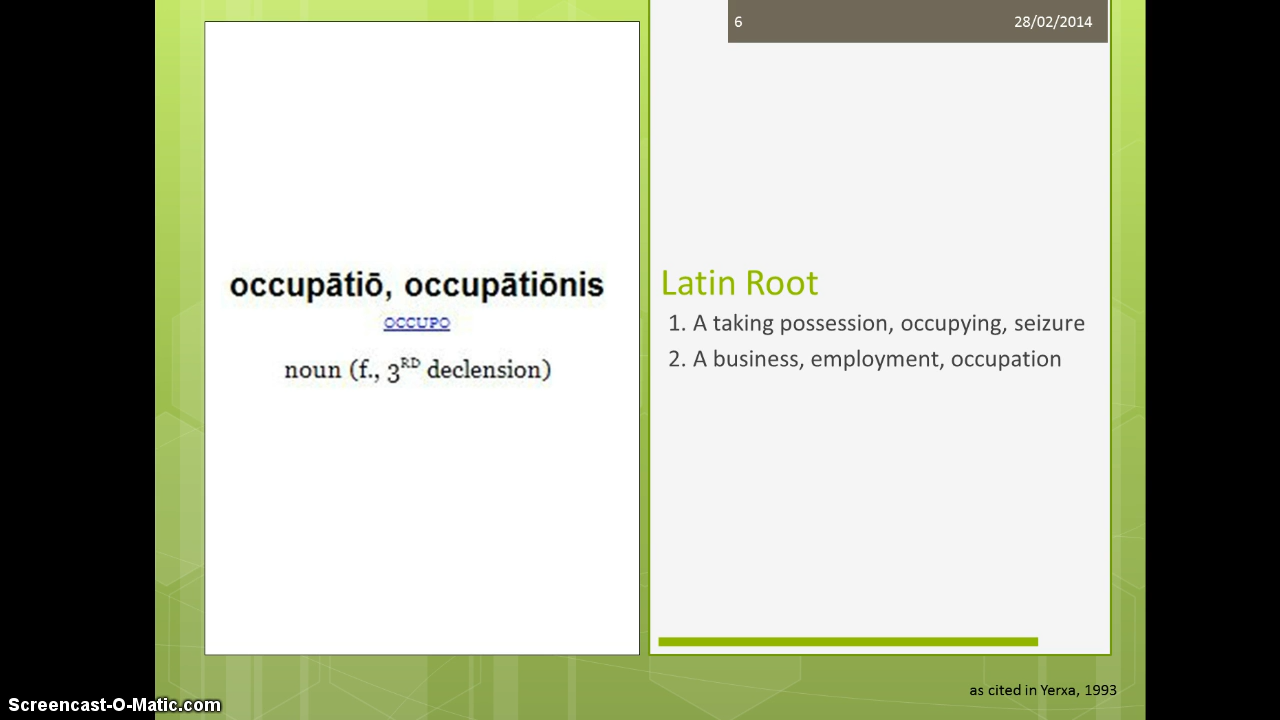 6 28/02/2014
occupātiō, occupātiōnis
OCCUPO
noun (f., 3RD declension)
Latin Root
1. A taking possession, occupying, seizure
2. A business, employment, occupation
as cited in Yerxa, 1993
Screencast-O-Matic.com